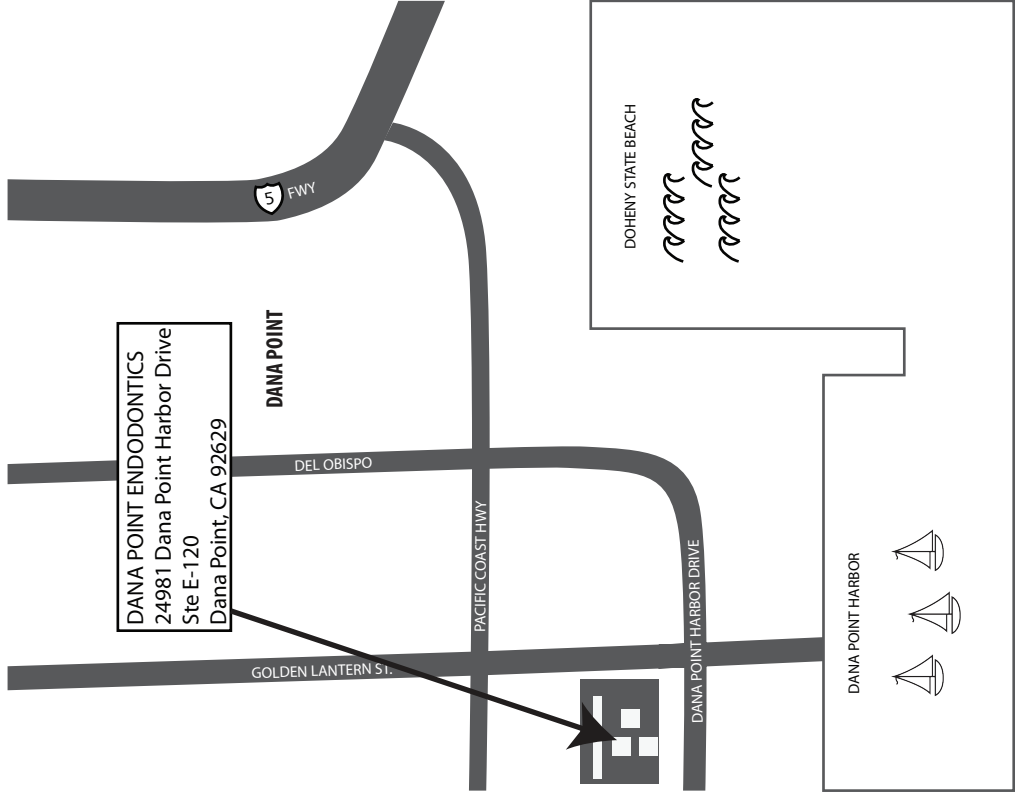 DANA POINT ENDODONTICS
24981 Dana Point Harbor Drive
Ste E-120
Dana Point, CA 92629
DANA POINT
5
FWY
DEL OBISPO
GOLDEN LANTERN ST.
PACIFIC COAST HWY
DANA POINT HARBOR DRIVE
DOHENY STATE BEACH
DANA POINT HARBOR